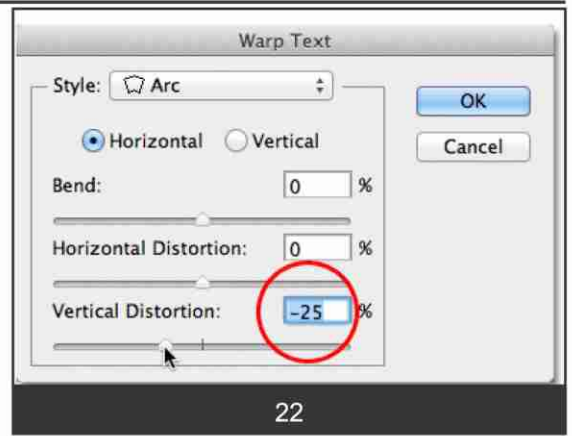 Warp Text
Style: Arc
OK
Horizontal Vertical
Cancel
Bend: 0 %
Horizontal Distortion: 0 %
Vertical Distortion: -25 %
22